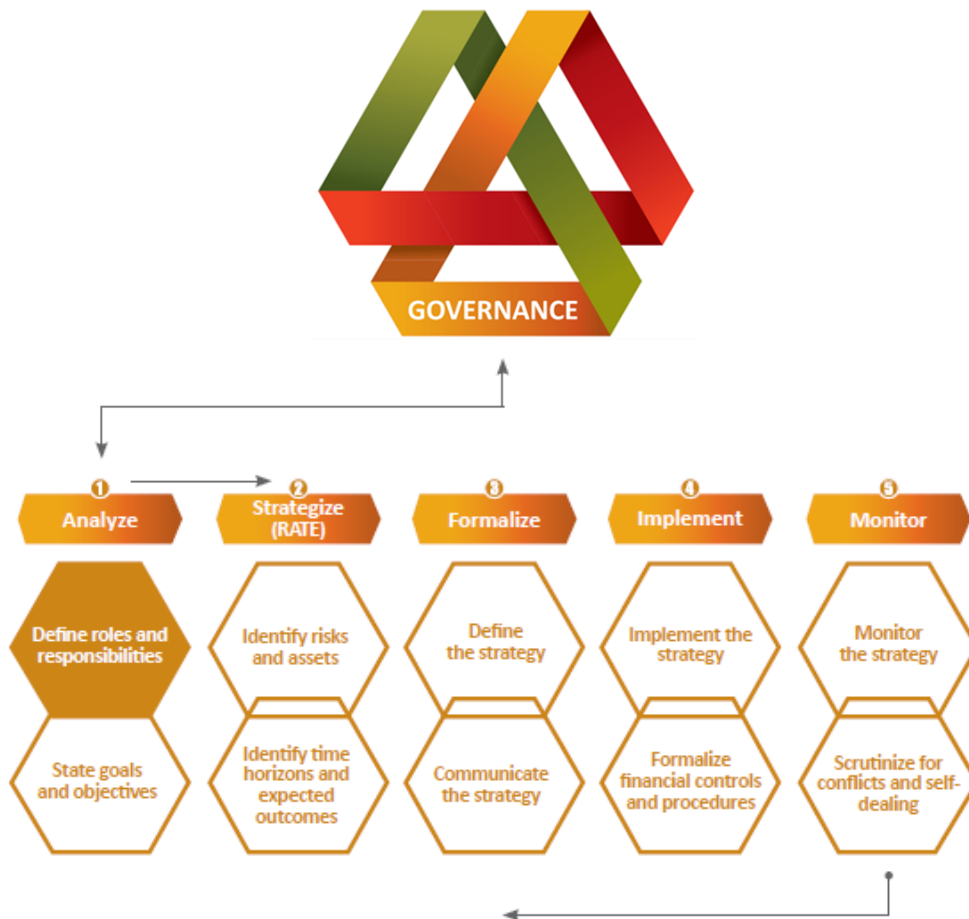 GOVERNANCE
1
Analyze
2
Strategize
(RATE)
3
Formalize
4
Implement
5
Monitor
Define roles and
responsibilities
Identify risks
and assets
Define
the strategy
Implement the
strategy
Monitor
the strategy
State goals
and objectives
Identify time
horizons and
expected
outcomes
Communicate
the strategy
Formalize
financial controls
and procedures
Scrutinize for
conflicts and self-
dealing